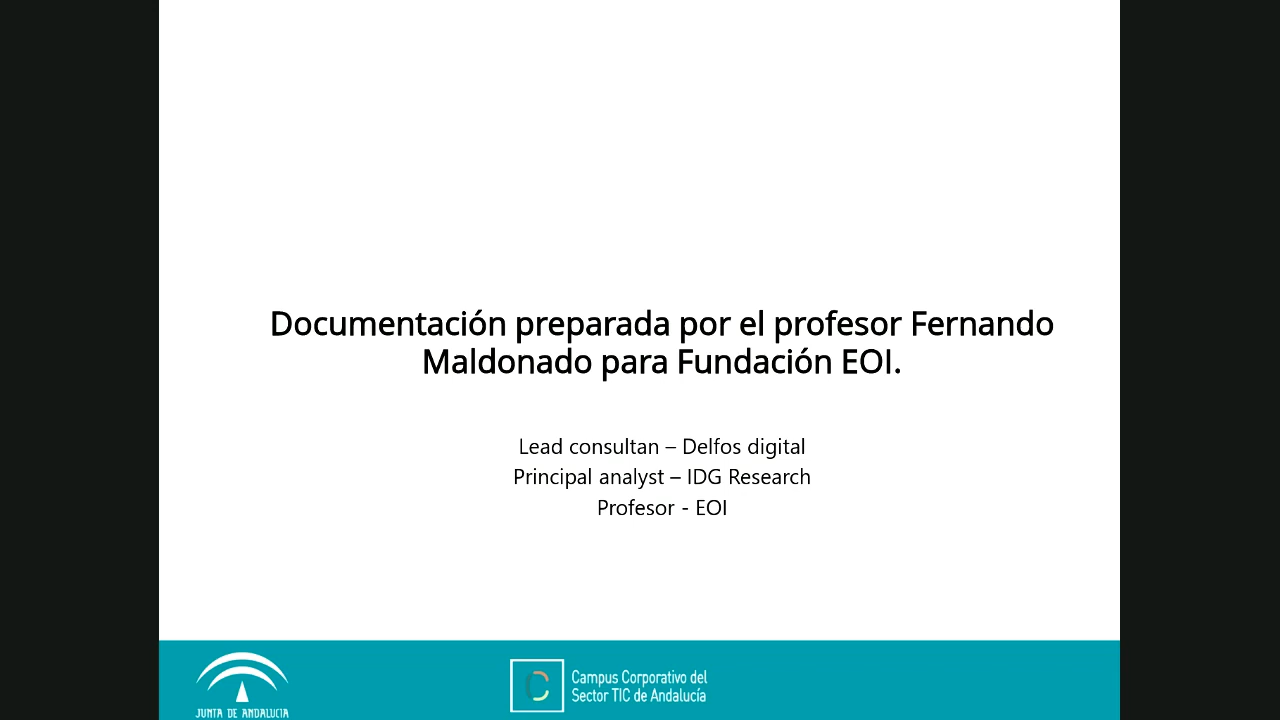 Documentación preparada por el profesor Fernando
Maldonado para Fundación EOI.
Lead consultan – Delfos digital
Principal analyst – IDG Research
Profesor - EOI
JUNTA DE ANDALUCIA
C
Campus Corporativo del
Sector TIC de Andalucía